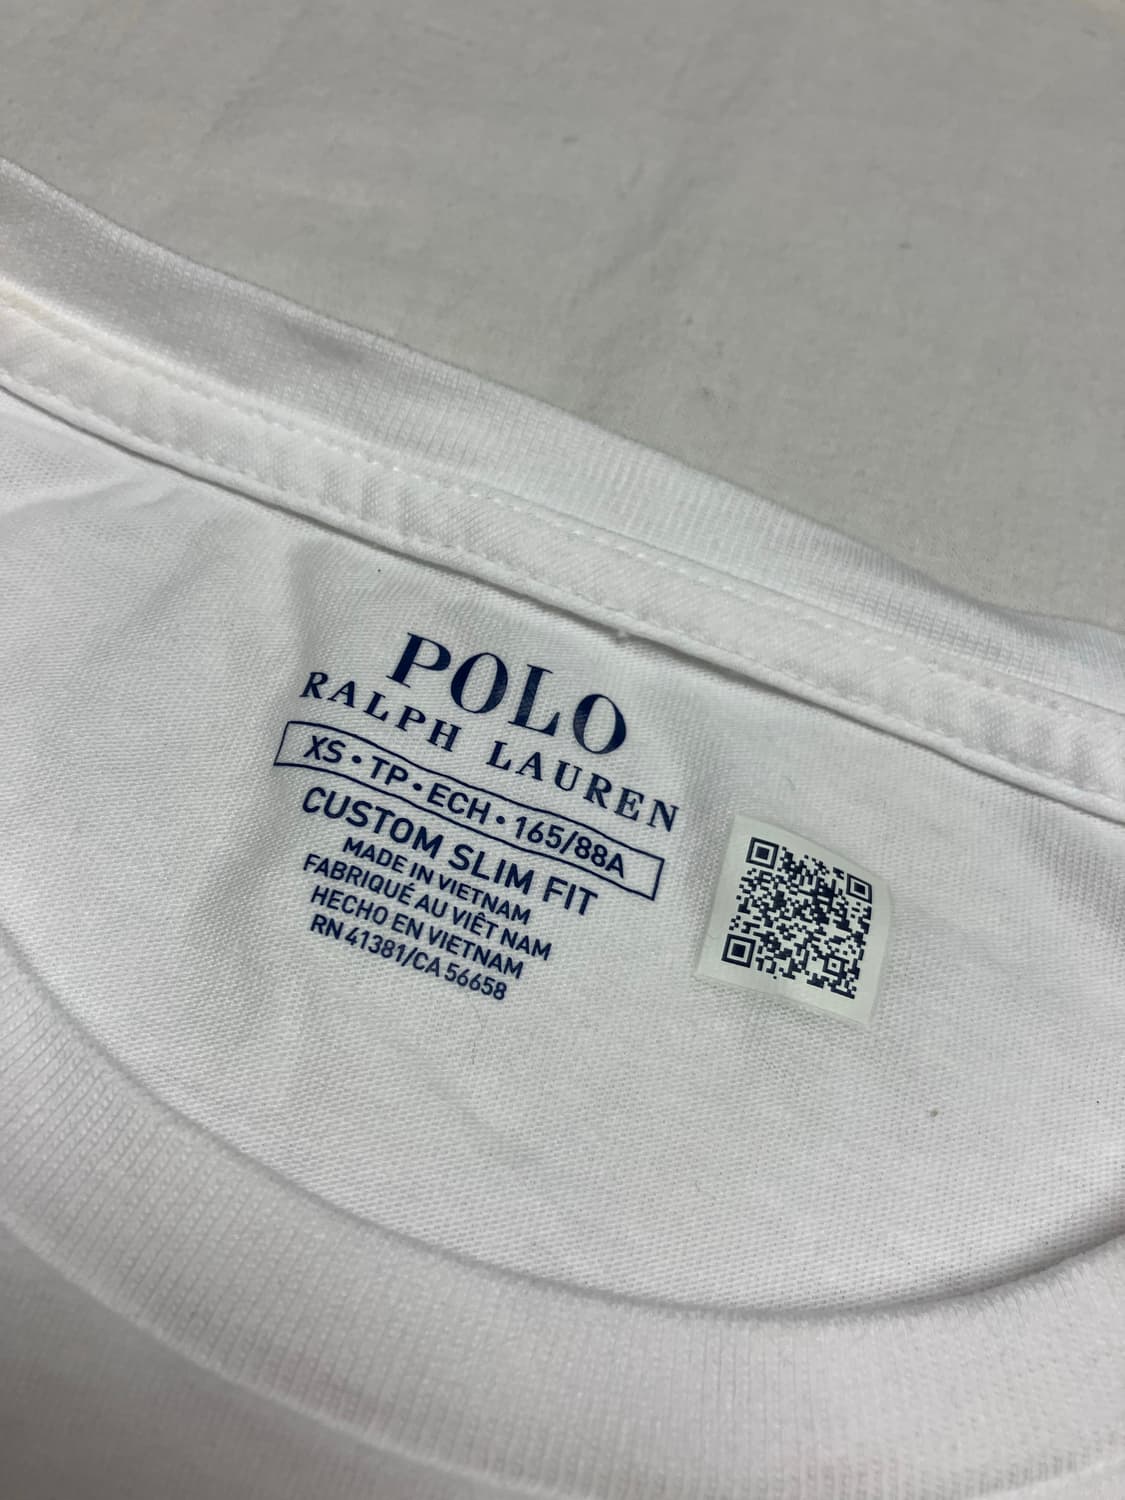 POLO
RALPH LAUREN
XS • TP • ECH • 165/88A
CUSTOM SLIM FIT
MADE IN VIETNAM
FABRIQUÉ AU VIÊT NAM
HECHO EN VIETNAM
RN 41381/CA 56658